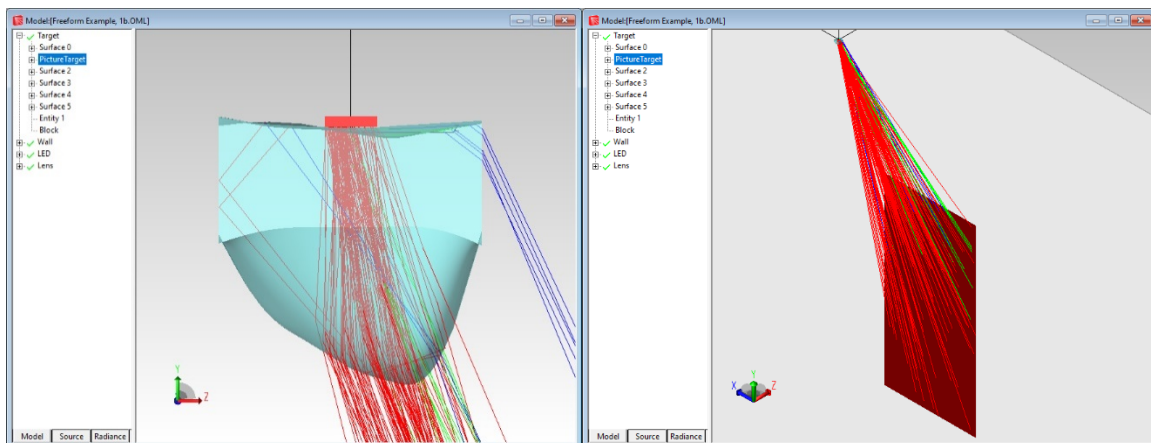 Model:[Freeform Example, 1b.OML]
Target
Surface 0
PictureTarget
Surface 2
Surface 3
Surface 4
Surface 5
Entity 1
Block
Wall
LED
Lens
Y
Z
Model Source Radiance
Model:[Freeform Example, 1b.OML]
Target
Surface 0
PictureTarget
Surface 2
Surface 3
Surface 4
Surface 5
Entity 1
Block
Wall
LED
Lens
X Y Z
Model Source Radiance